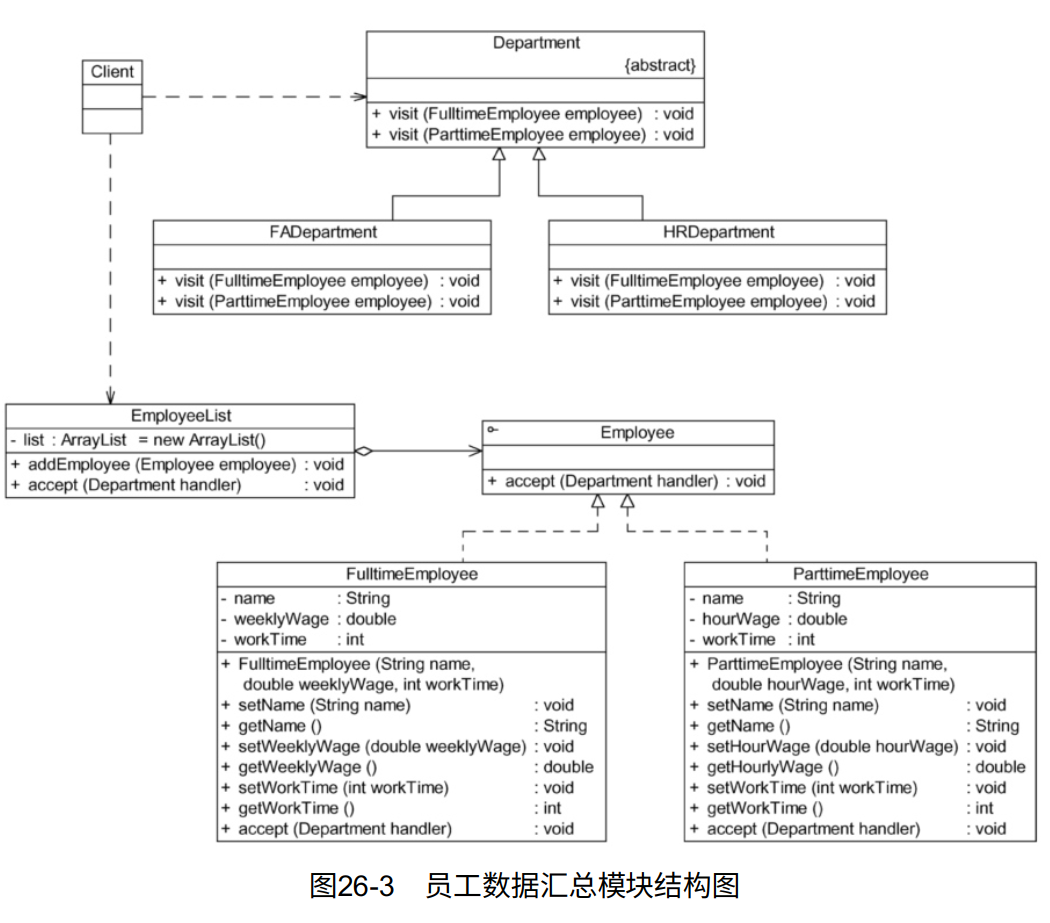 Client
Department
{abstract}
+ visit (FulltimeEmployee employee) : void
+ visit (ParttimeEmployee employee) : void
FADepartment
+ visit (FulltimeEmployee employee) : void
+ visit (ParttimeEmployee employee) : void
HRDepartment
+ visit (FulltimeEmployee employee) : void
+ visit (ParttimeEmployee employee) : void
EmployeeList
- list : ArrayList = new ArrayList()
+ addEmployee (Employee employee) : void
+ accept (Department handler) : void
Employee
+ accept (Department handler) : void
FulltimeEmployee
- name : String
- weeklyWage : double
- workTime : int
+ FulltimeEmployee (String name,
double weeklyWage, int workTime)
+ setName (String name) : void
+ getName () : String
+ setWeeklyWage (double weeklyWage) : void
+ getWeeklyWage () : double
+ setWorkTime (int workTime) : void
+ getWorkTime () : int
+ accept (Department handler) : void
ParttimeEmployee
- name : String
- hourWage : double
- workTime : int
+ ParttimeEmployee (String name,
double hourWage, int workTime)
+ setName (String name) : void
+ getName () : String
+ setHourWage (double hourWage) : void
+ getHourlyWage () : double
+ setWorkTime (int workTime) : void
+ getWorkTime () : int
+ accept (Department handler) : void
图26-3 员工数据汇总模块结构图